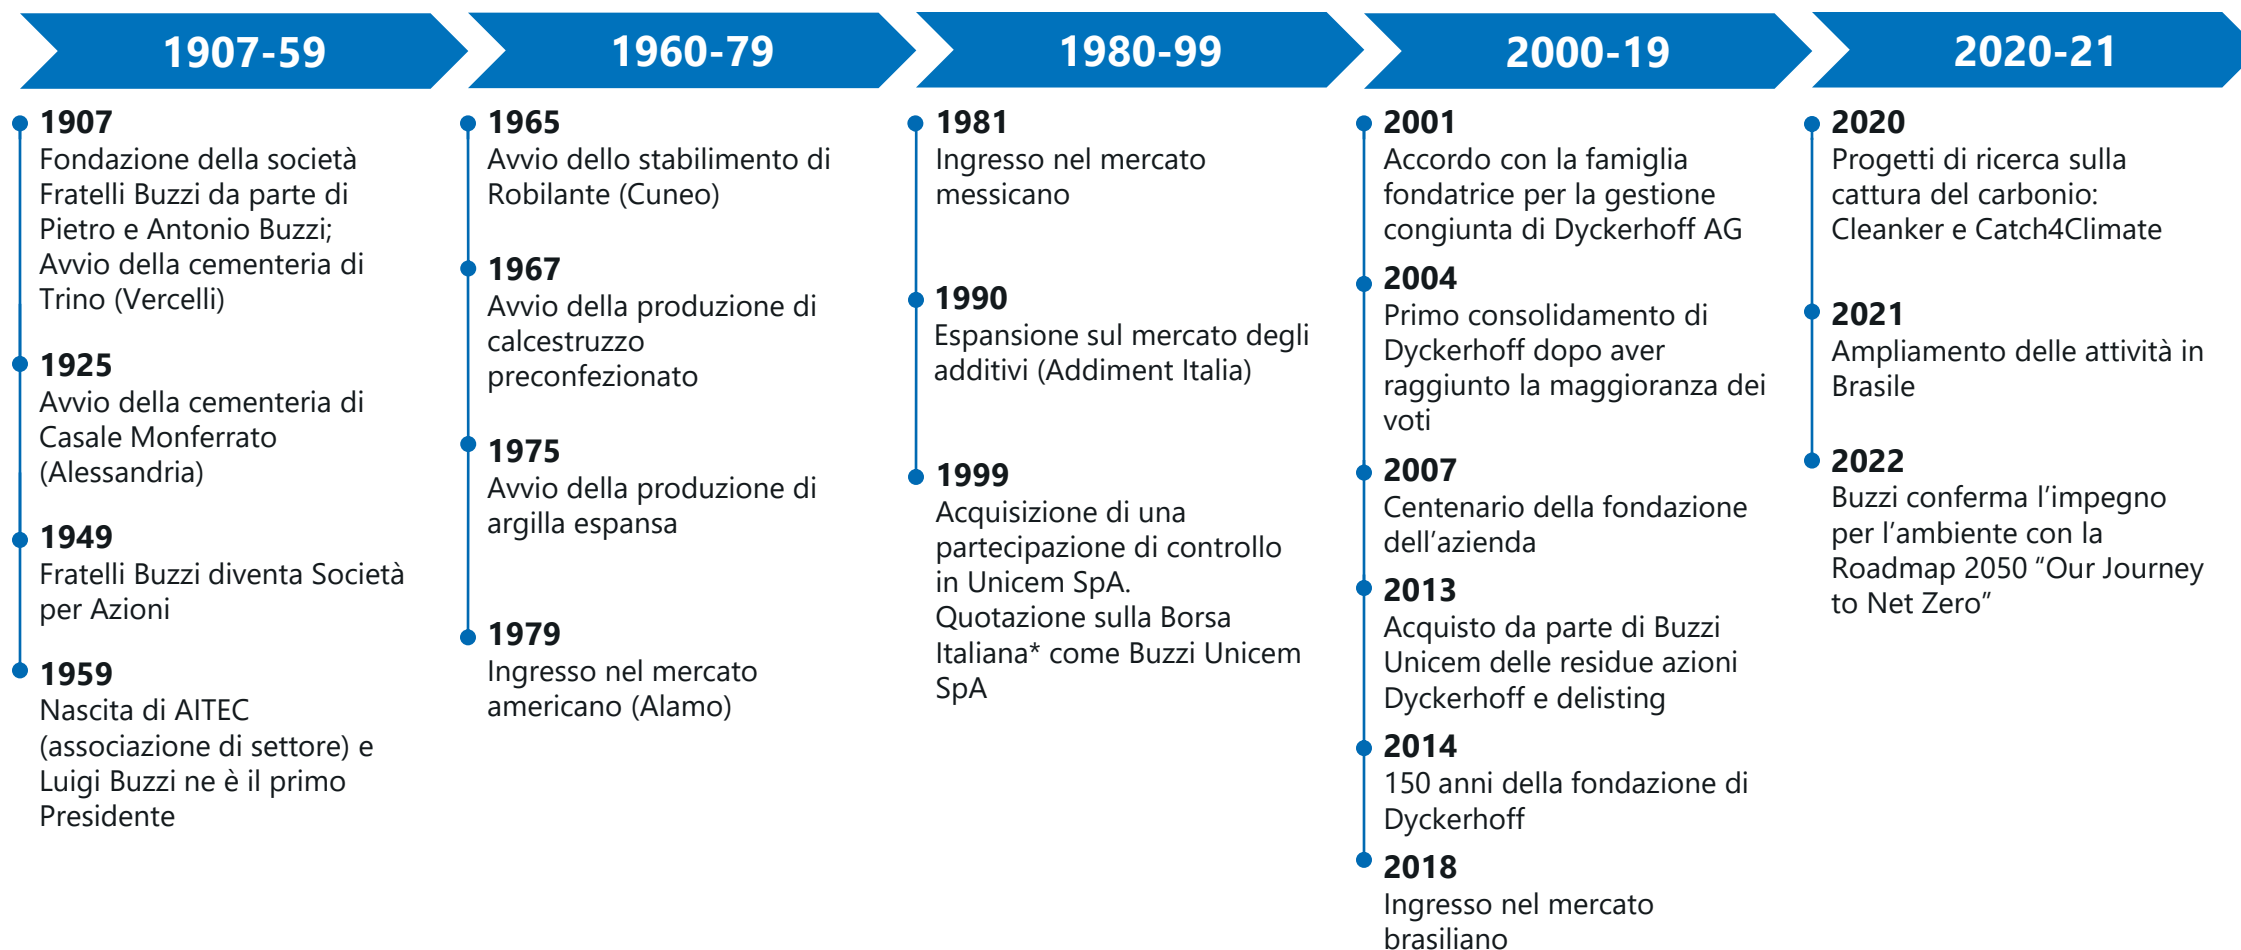 1907-59
1907
Fondazione della società
Fratelli Buzzi da parte di
Pietro e Antonio Buzzi;
Avvio della cementeria di
Trino (Vercelli)
1925
Avvio della cementeria di
Casale Monferrato
(Alessandria)
1949
Fratelli Buzzi diventa Società
per Azioni
1959
Nascita di AITEC
(associazione di settore) e
Luigi Buzzi ne è il primo
Presidente
1960-79
1965
Avvio dello stabilimento di
Robilante (Cuneo)
1967
Avvio della produzione di
calcestruzzo
preconfezionato
1975
Avvio della produzione di
argilla espansa
1979
Ingresso nel mercato
americano (Alamo)
1980-99
1981
Ingresso nel mercato
messicano
1990
Espansione sul mercato degli
additivi (Addiment Italia)
1999
Acquisizione di una
partecipazione di controllo
in Unicem SpA.
Quotazione sulla Borsa
Italiana* come Buzzi Unicem
SpA
2000-19
2001
Accordo con la famiglia
fondatrice per la gestione
congiunta di Dyckerhoff AG
2004
Primo consolidamento di
Dyckerhoff dopo aver
raggiunto la maggioranza dei
voti
2007
Centenario della fondazione
dell’azienda
2013
Acquisto da parte di Buzzi
Unicem delle residue azioni
Dyckerhoff e delisting
2014
150 anni della fondazione di
Dyckerhoff
2018
Ingresso nel mercato
brasiliano
2020-21
2020
Progetti di ricerca sulla
cattura del carbonio:
Cleanker e Catch4Climate
2021
Ampliamento delle attività in
Brasile
2022
Buzzi conferma l’impegno
per l’ambiente con la
Roadmap 2050 “Our Journey
to Net Zero”